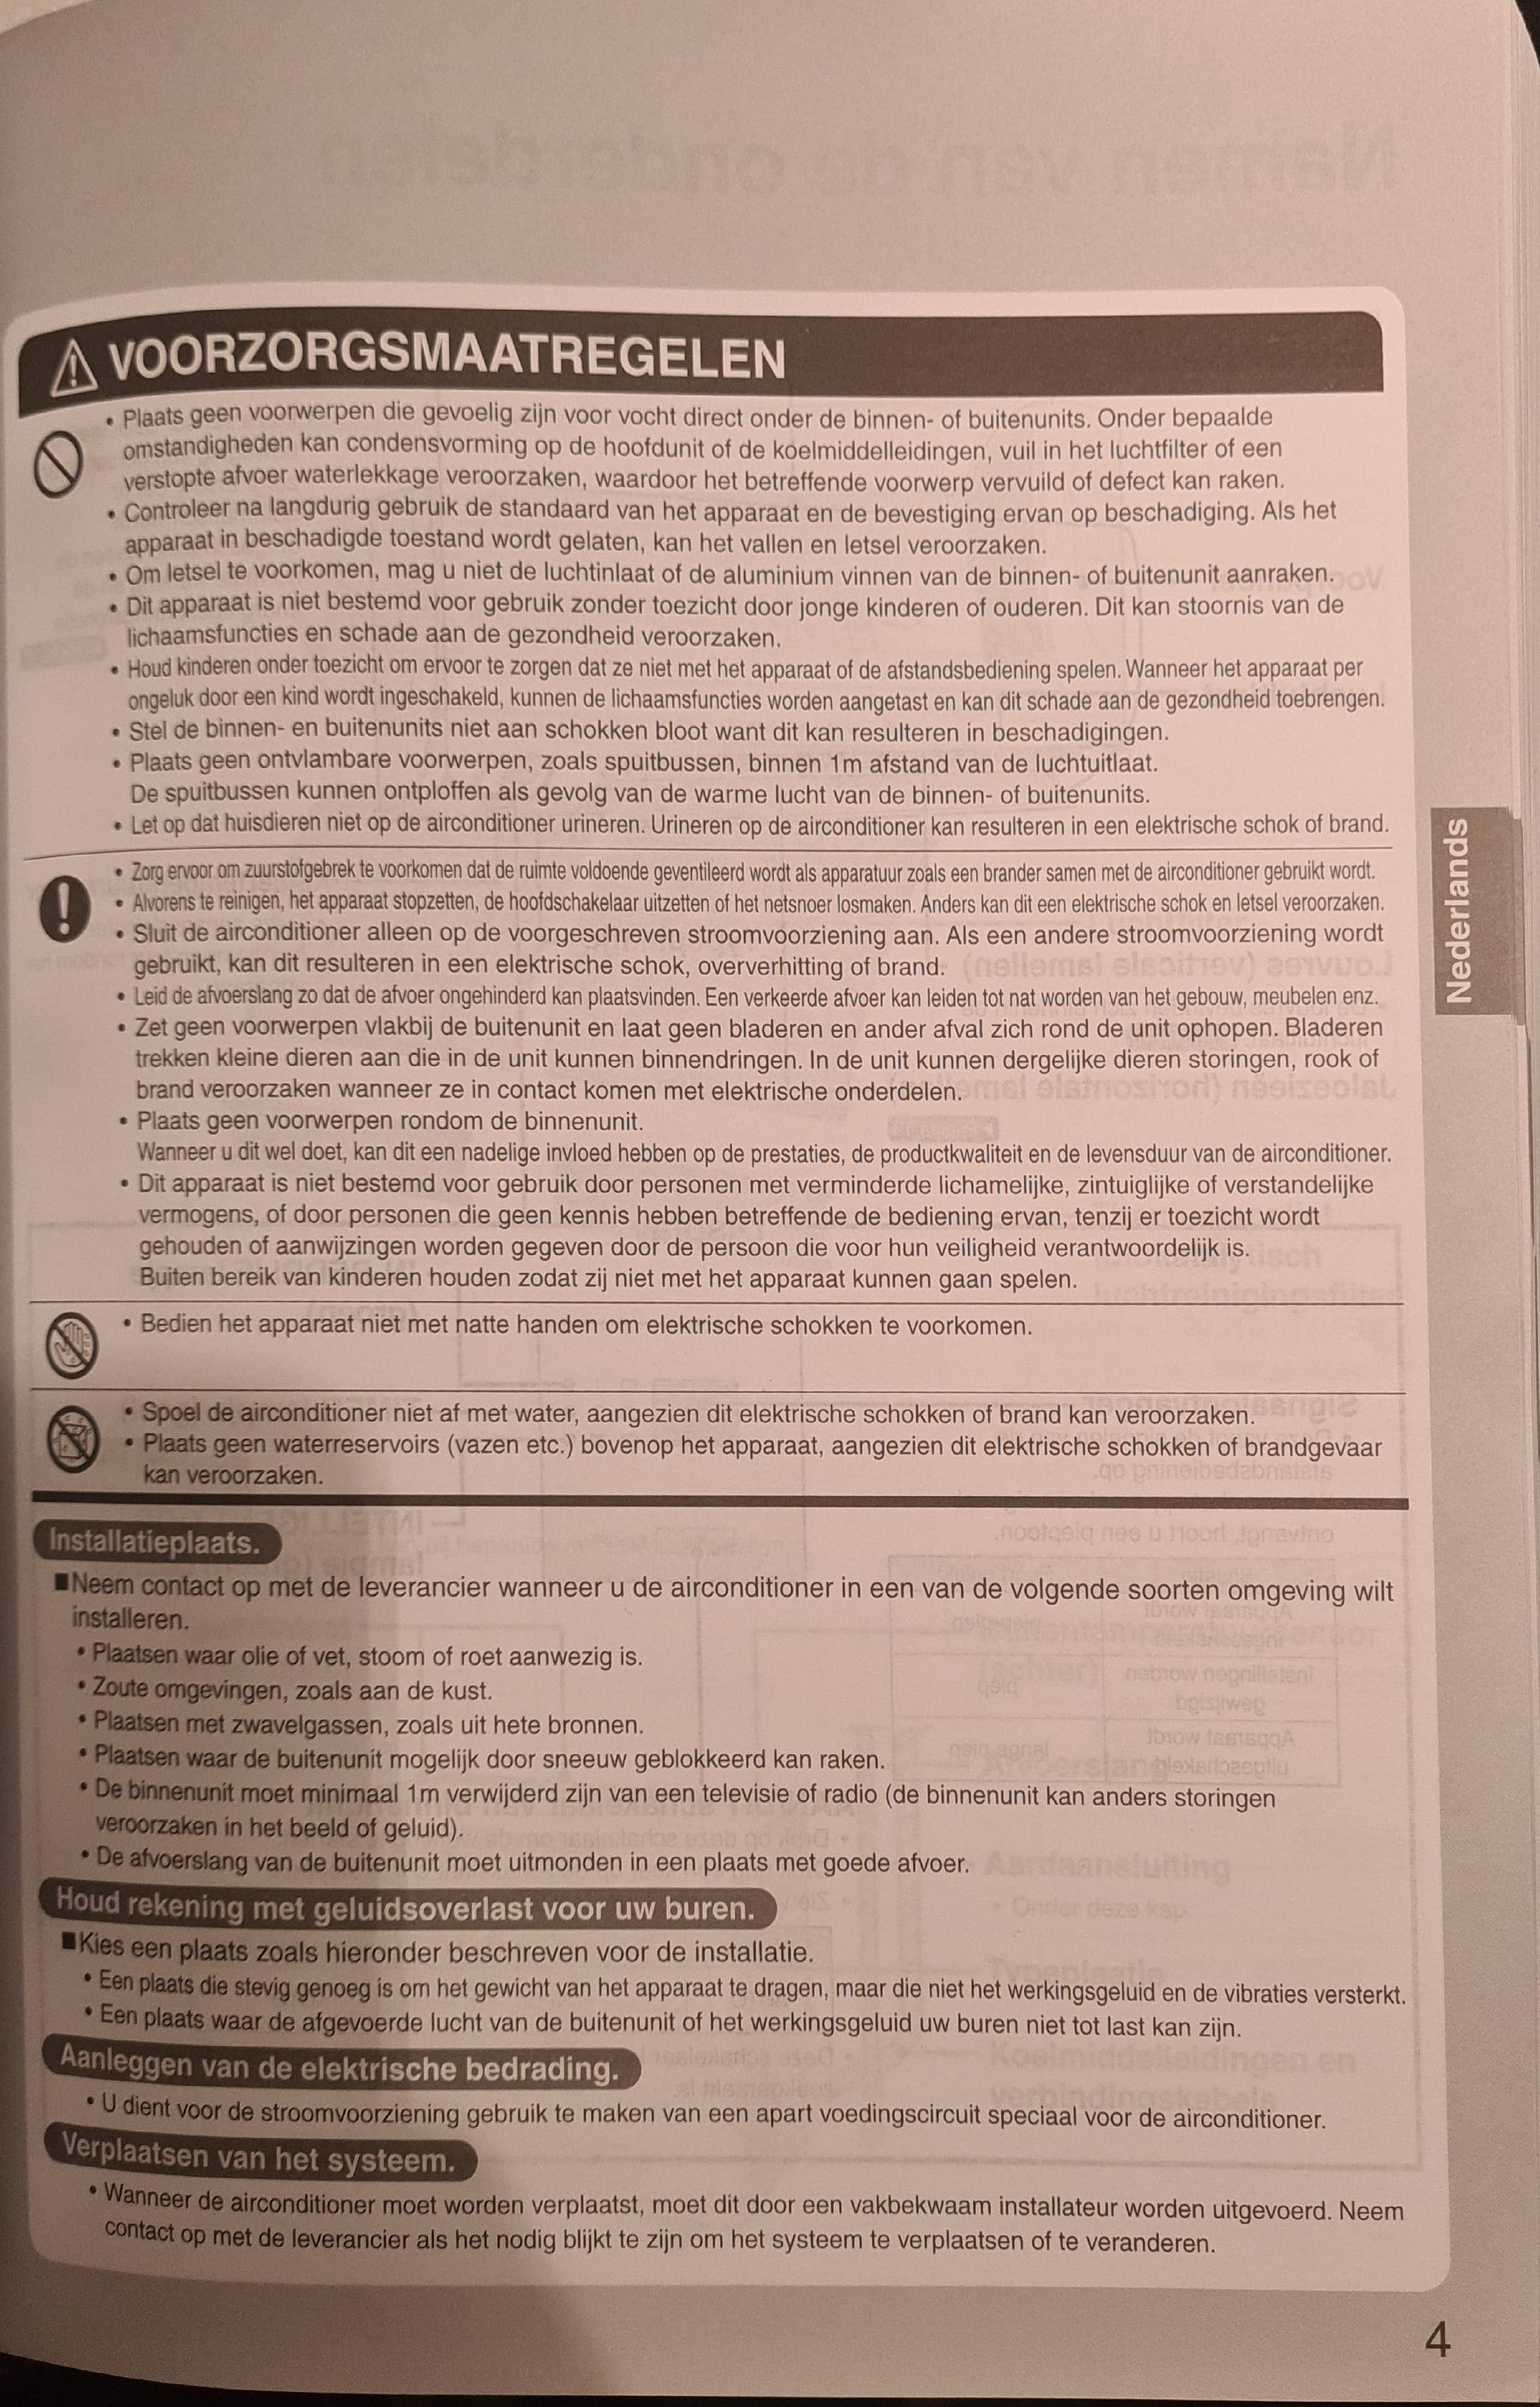 VOORZORGSMAATREGELEN
• Plaats geen voorwerpen die gevoelig zijn voor vocht direct onder de binnen- of buitenunits. Onder bepaalde
omstandigheden kan condensvorming op de hoofdunit of de koelmiddelleidingen, vuil in het luchtfilter of een
verstopte afvoer waterlekkage veroorzaken, waardoor het betreffende voorwerp vervuild of defect kan raken.
• Controleer na langdurig gebruik de standaard van het apparaat en de bevestiging ervan op beschadiging. Als het
apparaat in beschadigde toestand wordt gelaten, kan het vallen en letsel veroorzaken.
• Om letsel te voorkomen, mag u niet de luchtinlaat of de aluminium vinnen van de binnen- of buitenunit aanraken.
• Dit apparaat is niet bestemd voor gebruik zonder toezicht door jonge kinderen of ouderen. Dit kan stoornis van de
lichaamsfuncties en schade aan de gezondheid veroorzaken.
• Houd kinderen onder toezicht om ervoor te zorgen dat ze niet met het apparaat of de afstandsbediening spelen. Wanneer het apparaat per
ongeluk door een kind wordt ingeschakeld, kunnen de lichaamsfuncties worden aangetast en kan dit schade aan de gezondheid toebrengen.
• Stel de binnen- en buitenunits niet aan schokken bloot want dit kan resulteren in beschadigingen.
• Plaats geen ontvlambare voorwerpen, zoals spuitbussen, binnen 1m afstand van de luchtuitlaat.
De spuitbussen kunnen ontploffen als gevolg van de warme lucht van de binnen- of buitenunits.
• Let op dat huisdieren niet op de airconditioner urineren. Urineren op de airconditioner kan resulteren in een elektrische schok of brand.
• Zorg ervoor om zuurstofgebrek te voorkomen dat de ruimte voldoende geventileerd wordt als apparatuur zoals een brander samen met de airconditioner gebruikt wordt.
• Alvorens te reinigen, het apparaat stopzetten, de hoofdschakelaar uitzetten of het netsnoer losmaken. Anders kan dit een elektrische schok en letsel veroorzaken.
• Sluit de airconditioner alleen op de voorgeschreven stroomvoorziening aan. Als een andere stroomvoorziening wordt
gebruikt, kan dit resulteren in een elektrische schok, oververhitting of brand.
• Leid de afvoerslang zo dat de afvoer ongehinderd kan plaatsvinden. Een verkeerde afvoer kan leiden tot nat worden van het gebouw, meubelen enz.
• Zet geen voorwerpen vlakbij de buitenunit en laat geen bladeren en ander afval zich rond de unit ophopen. Bladeren
trekken kleine dieren aan die in de unit kunnen binnendringen. In de unit kunnen dergelijke dieren storingen, rook of
brand veroorzaken wanneer ze in contact komen met elektrische onderdelen.
• Plaats geen voorwerpen rondom de binnenunit.
Wanneer u dit wel doet, kan dit een nadelige invloed hebben op de prestaties, de productkwaliteit en de levensduur van de airconditioner.
• Dit apparaat is niet bestemd voor gebruik door personen met verminderde lichamelijke, zintuiglijke of verstandelijke
vermogens, of door personen die geen kennis hebben betreffende de bediening ervan, tenzij er toezicht wordt
gehouden of aanwijzingen worden gegeven door de persoon die voor hun veiligheid verantwoordelijk is.
Buiten bereik van kinderen houden zodat zij niet met het apparaat kunnen gaan spelen.
• Bedien het apparaat niet met natte handen om elektrische schokken te voorkomen.
• Spoel de airconditioner niet af met water, aangezien dit elektrische schokken of brand kan veroorzaken.
• Plaats geen waterreservoirs (vazen etc.) bovenop het apparaat, aangezien dit elektrische schokken of brandgevaar
kan veroorzaken.
Installatieplaats.
■Neem contact op met de leverancier wanneer u de airconditioner in een van de volgende soorten omgeving wilt
installeren.
• Plaatsen waar olie of vet, stoom of roet aanwezig is.
• Zoute omgevingen, zoals aan de kust.
• Plaatsen met zwavelgassen, zoals uit hete bronnen.
• Plaatsen waar de buitenunit mogelijk door sneeuw geblokkeerd kan raken.
• De binnenunit moet minimaal 1m verwijderd zijn van een televisie of radio (de binnenunit kan anders storingen
veroorzaken in het beeld of geluid).
• De afvoerslang van de buitenunit moet uitmonden in een plaats met goede afvoer.
Houd rekening met geluidsoverlast voor uw buren.
■Kies een plaats zoals hieronder beschreven voor de installatie.
• Een plaats die stevig genoeg is om het gewicht van het apparaat te dragen, maar die niet het werkingsgeluid en de vibraties versterkt.
• Een plaats waar de afgevoerde lucht van de buitenunit of het werkingsgeluid uw buren niet tot last kan zijn.
Aanleggen van de elektrische bedrading.
• U dient voor de stroomvoorziening gebruik te maken van een apart voedingscircuit speciaal voor de airconditioner.
Verplaatsen van het systeem.
• Wanneer de airconditioner moet worden verplaatst, moet dit door een vakbekwaam installateur worden uitgevoerd. Neem
contact op met de leverancier als het nodig blijkt te zijn om het systeem te verplaatsen of te veranderen.
Nederlands
4